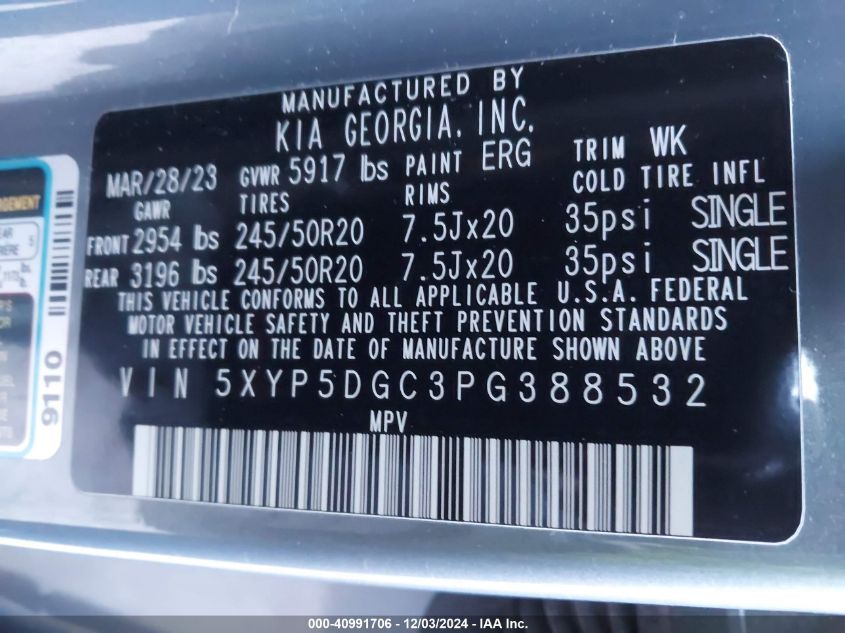 MANUFACTURED BY
KIA GEORGIA, INC.
MAR/28/23 GVWR 5917 lbs PAINT ERG TRIM WK
GAWR TIRES RIMS COLD TIRE INFL
FRONT 2954 lbs 245/50R20 7.5Jx20 35psi SINGLE
REAR 3196 lbs 245/50R20 7.5Jx20 35psi SINGLE
THIS VEHICLE CONFORMS TO ALL APPLICABLE U.S.A. FEDERAL
MOTOR VEHICLE SAFETY AND THEFT PREVENTION STANDARDS
IN EFFECT ON THE DATE OF MANUFACTURE SHOWN ABOVE
VIN 5XYP5DGC3PG388532
MPV
9110
000-40991706 - 12/03/2024 - IAA Inc.